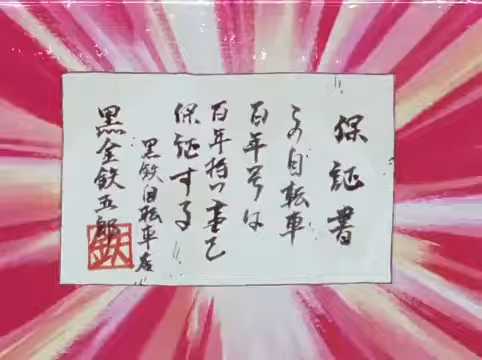 保証書
この自転車
百年号は
百年持つ事を
保証する
黒鉄自転車店
黒金鉄五郎
鉄